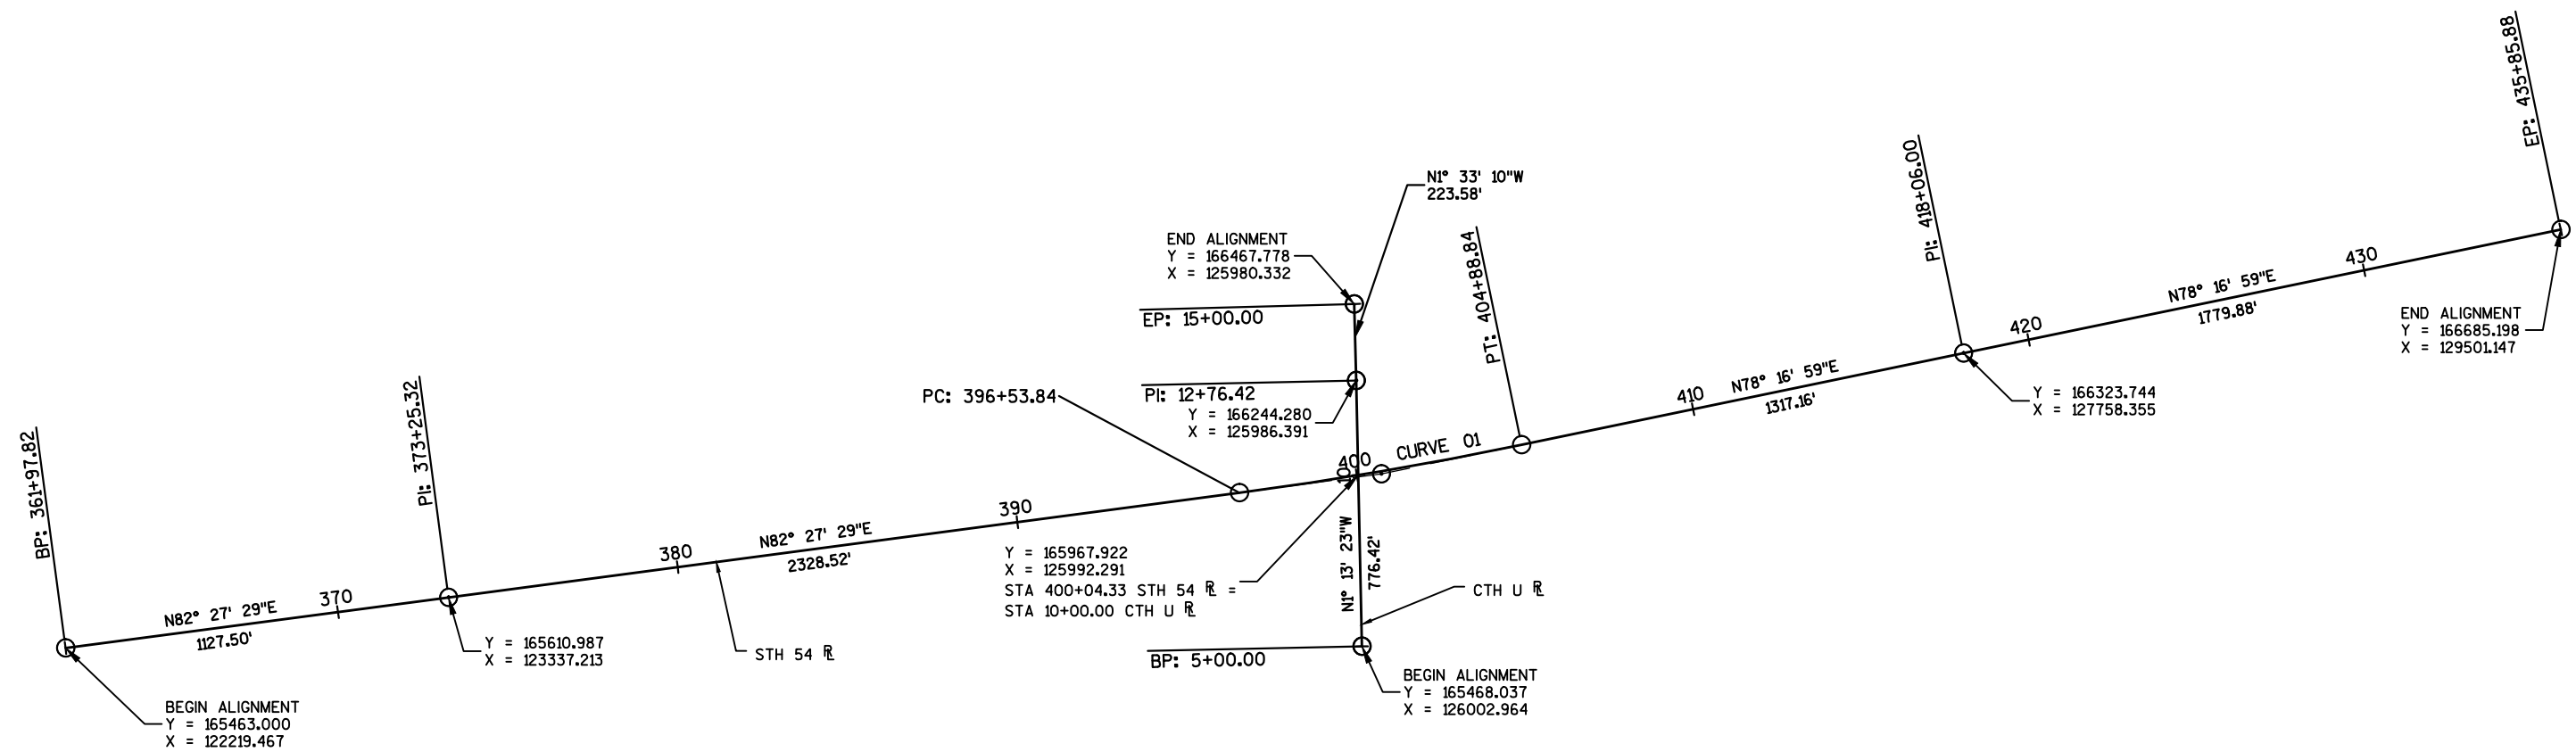 BP: 361+97.82
N82° 27' 29"E
1127.50'
BEGIN ALIGNMENT
Y = 165463.000
X = 122219.467
370
PI: 373+25.32
Y = 165610.987
X = 123337.213
380
STH 54 PL
N82° 27' 29"E
2328.52'
390
PC: 396+53.84
Y = 165967.922
X = 125992.291
STA 400+04.33 STH 54 RL =
STA 10+00.00 CTH U RL
END ALIGNMENT
Y = 166467.778
X = 125980.332
EP: 15+00.00
N1° 33' 10"W
223.58'
PI: 12+76.42
Y = 166244.280
X = 125986.391
400
10
CURVE 01
N1° 13' 23"W
776.42'
CTH U RL
BP: 5+00.00
BEGIN ALIGNMENT
Y = 165468.037
X = 126002.964
PT: 404+88.84
410
N78° 16' 59"E
1317.16'
PI: 418+06.00
Y = 166323.744
X = 127758.355
420
N78° 16' 59"E
1779.88'
430
EP: 435+85.88
END ALIGNMENT
Y = 166685.198
X = 129501.147